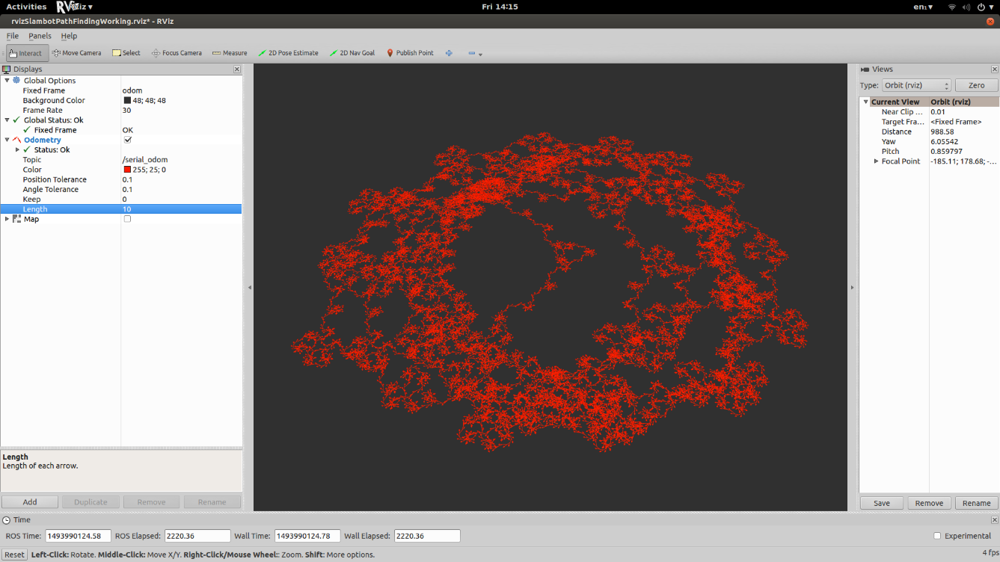 Activities RViz ▾ Fri 14:15 en₁▾
rvizSlambotPathFindingWorking.rviz* - RViz
File Panels Help
Interact Move Camera Select Focus Camera Measure 2D Pose Estimate 2D Nav Goal Publish Point
Displays
Global Options
Fixed Frame odom
Background Color 48; 48; 48
Frame Rate 30
Global Status: Ok
Fixed Frame OK
Odometry
Status: Ok
Topic /serial_odom
Color 255; 25; 0
Position Tolerance 0.1
Angle Tolerance 0.1
Keep 0
Length 10
Map
Length
Length of each arrow.
Add Duplicate Remove Rename
Views
Type: Orbit (rviz) Zero
Current View Orbit (rviz)
Near Clip ... 0.01
Target Fra... <Fixed Frame>
Distance 988.58
Yaw 6.05542
Pitch 0.859797
Focal Point -185.11; 178.68; -...
Save Remove Rename
Time
ROS Time: 1493990124.58 ROS Elapsed: 2220.36 Wall Time: 1493990124.78 Wall Elapsed: 2220.36 Experimental
Reset Left-Click: Rotate. Middle-Click: Move X/Y. Right-Click/Mouse Wheel:: Zoom. Shift: More options. 4 fps